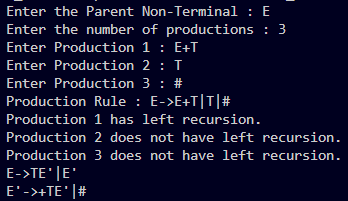 Enter the Parent Non-Terminal : E
Enter the number of productions : 3
Enter Production 1 : E+T
Enter Production 2 : T
Enter Production 3 : #
Production Rule : E->E+T|T|#
Production 1 has left recursion.
Production 2 does not have left recursion.
Production 3 does not have left recursion.
E->TE'|E'
E'->+TE'|#